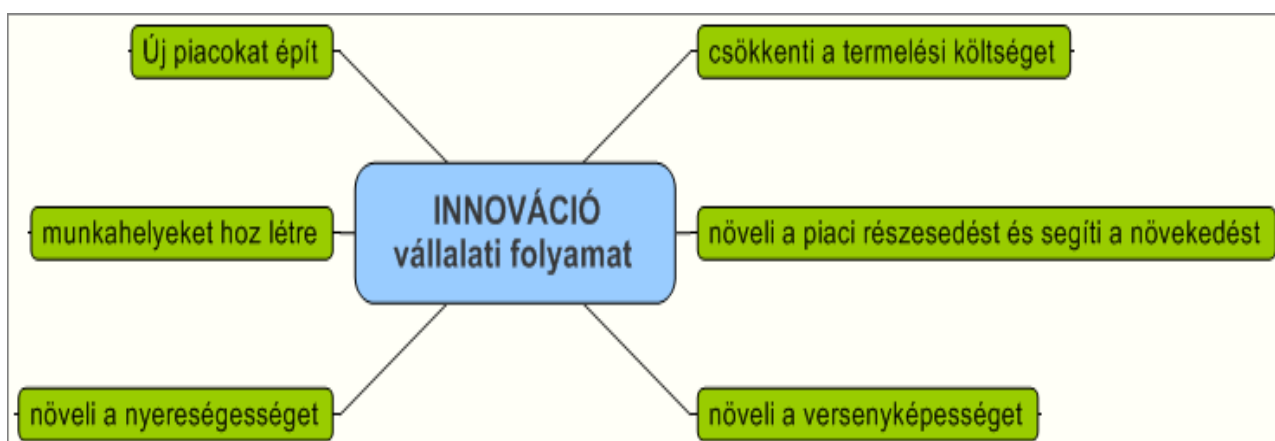 Új piacokat épít
csökkenti a termelési költséget
munkahelyeket hoz létre
INNOVÁCIÓ
vállalati folyamat
növeli a piaci részesedést és segíti a növekedést
növeli a nyereségességet
növeli a versenyképességet